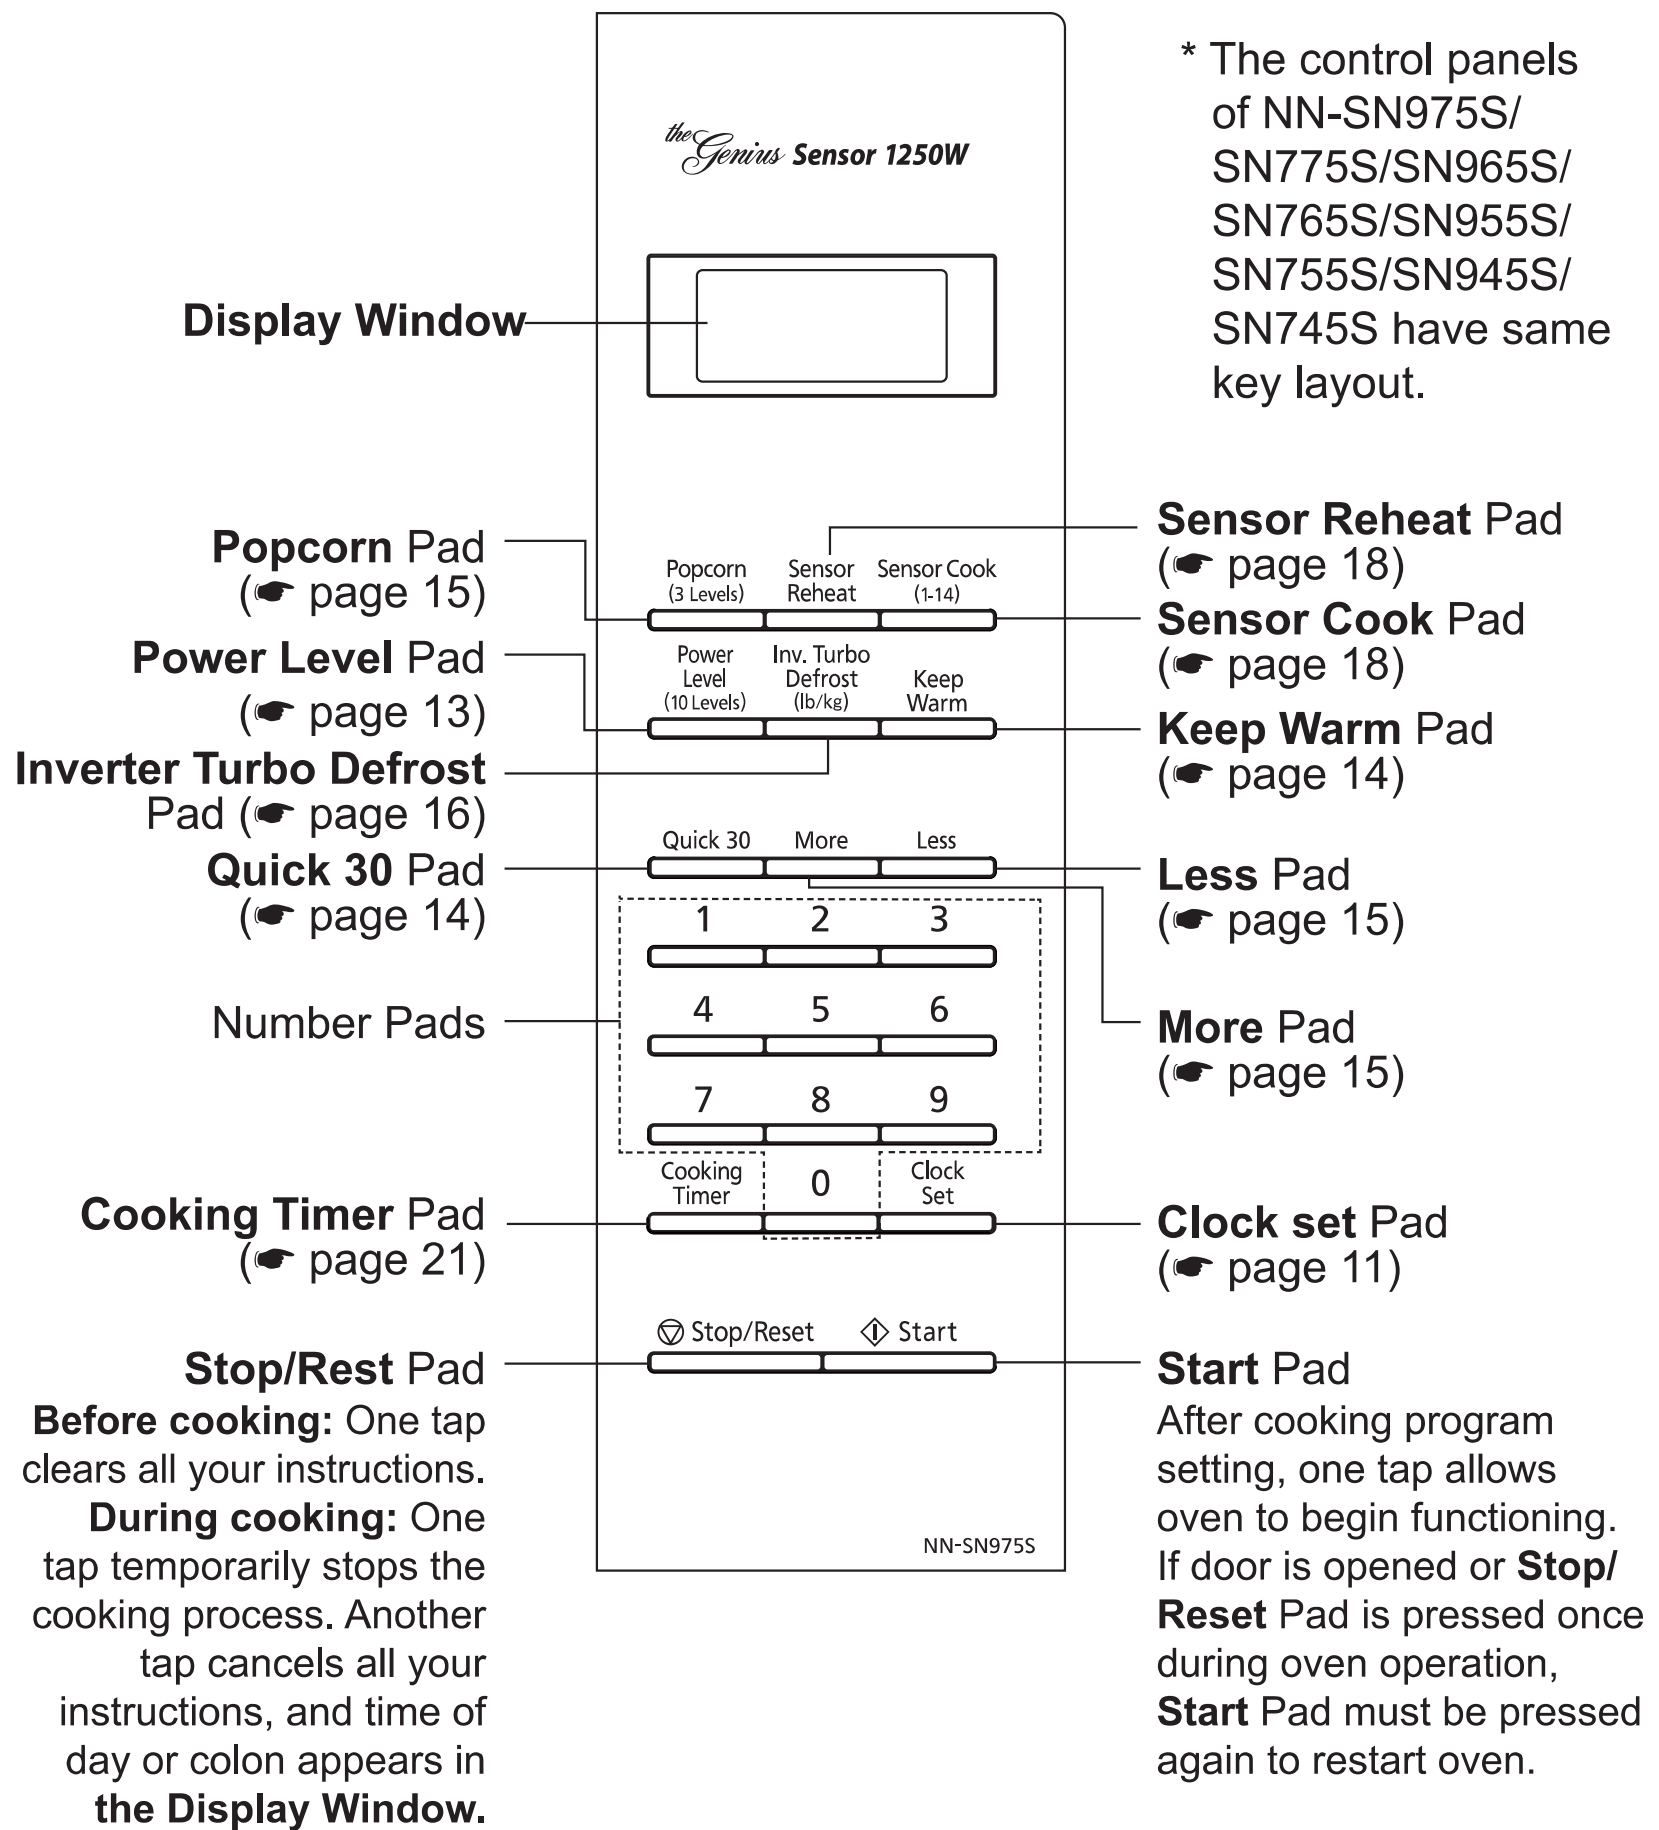 * The control panels
of NN-SN975S/
SN775S/SN965S/
SN765S/SN955S/
SN755S/SN945S/
SN745S have same
key layout.
the Genius Sensor 1250W
Display Window
Popcorn Pad
(☛ page 15)
Power Level Pad
(☛ page 13)
Inverter Turbo Defrost
Pad (☛ page 16)
Quick 30 Pad
(☛ page 14)
Number Pads
Cooking Timer Pad
(☛ page 21)
Stop/Rest Pad
Before cooking: One tap
clears all your instructions.
During cooking: One
tap temporarily stops the
cooking process. Another
tap cancels all your
instructions, and time of
day or colon appears in
the Display Window.
Popcorn
(3 Levels)
Sensor
Reheat
Sensor Cook
(1-14)
Power
Level
(10 Levels)
Inv. Turbo
Defrost
(lb/kg)
Keep
Warm
Quick 30 More Less
1 2 3
4 5 6
7 8 9
Cooking
Timer
0
Clock
Set
Stop/Reset Start
NN-SN975S
Sensor Reheat Pad
(☛ page 18)
Sensor Cook Pad
(☛ page 18)
Keep Warm Pad
(☛ page 14)
Less Pad
(☛ page 15)
More Pad
(☛ page 15)
Clock set Pad
(☛ page 11)
Start Pad
After cooking program
setting, one tap allows
oven to begin functioning.
If door is opened or Stop/
Reset Pad is pressed once
during oven operation,
Start Pad must be pressed
again to restart oven.